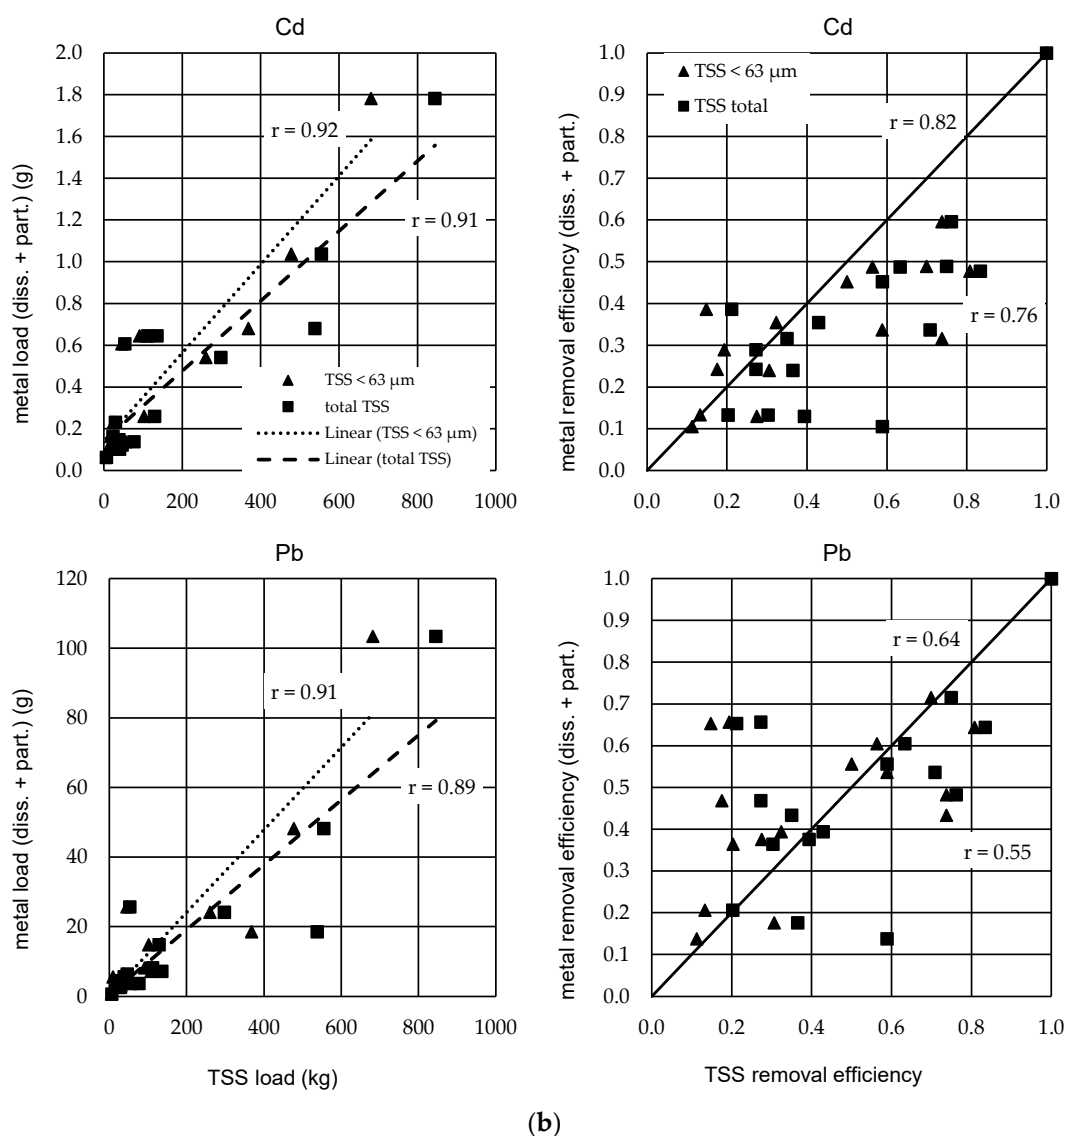 Cd
metal load (diss. + part.) (g)
2.0
1.8
1.6
1.4
1.2
1.0
0.8
0.6
0.4
0.2
0.0
r = 0.92
r = 0.91
TSS < 63 µm
total TSS
Linear (TSS < 63 µm)
Linear (total TSS)
0 200 400 600 800 1000
Cd
metal removal efficiency (diss. + part.)
1.0
0.9
0.8
0.7
0.6
0.5
0.4
0.3
0.2
0.1
0.0
TSS < 63 µm
TSS total
r = 0.82
r = 0.76
0.0 0.2 0.4 0.6 0.8 1.0
Pb
metal load (diss. + part.) (g)
120
100
80
60
40
20
0
r = 0.91
r = 0.89
0 200 400 600 800 1000
TSS load (kg)
Pb
metal removal efficiency (diss. + part.)
1.0
0.9
0.8
0.7
0.6
0.5
0.4
0.3
0.2
0.1
0.0
r = 0.64
r = 0.55
0.0 0.2 0.4 0.6 0.8 1.0
TSS removal efficiency
(b)